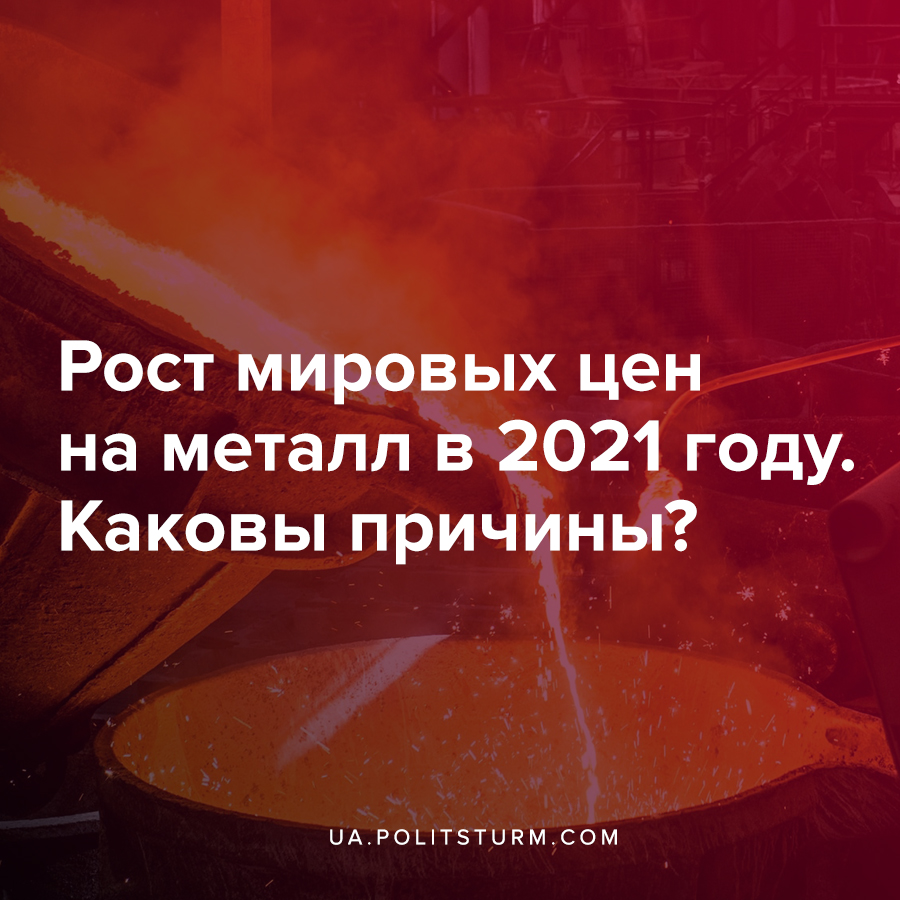 Рост мировых цен
на металл в 2021 году.
Каковы причины?
UA.POLITSTURM.COM